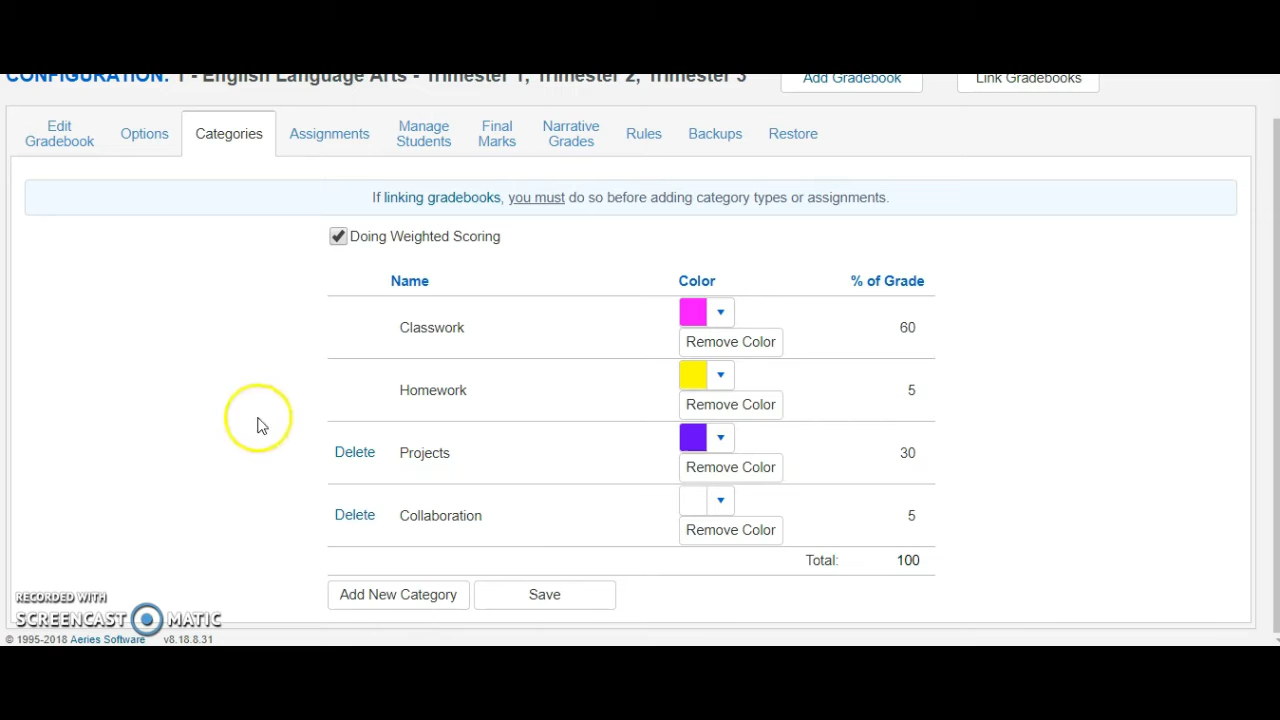 CONFIGURATION: 1 - English Language Arts - Trimester 1, Trimester 2, Trimester 3
Add Gradebook
Link Gradebooks
Edit Gradebook
Options
Categories
Assignments
Manage Students
Final Marks
Narrative Grades
Rules
Backups
Restore
If linking gradebooks, you must do so before adding category types or assignments.
Doing Weighted Scoring
Name Color % of Grade
Classwork 60
Remove Color
Homework 5
Remove Color
Delete Projects 30
Remove Color
Delete Collaboration 5
Remove Color
Total: 100
Add New Category Save
RECORDED WITH
SCREENCAST MATIC
© 1995-2018 Aeries Software v8.18.8.31